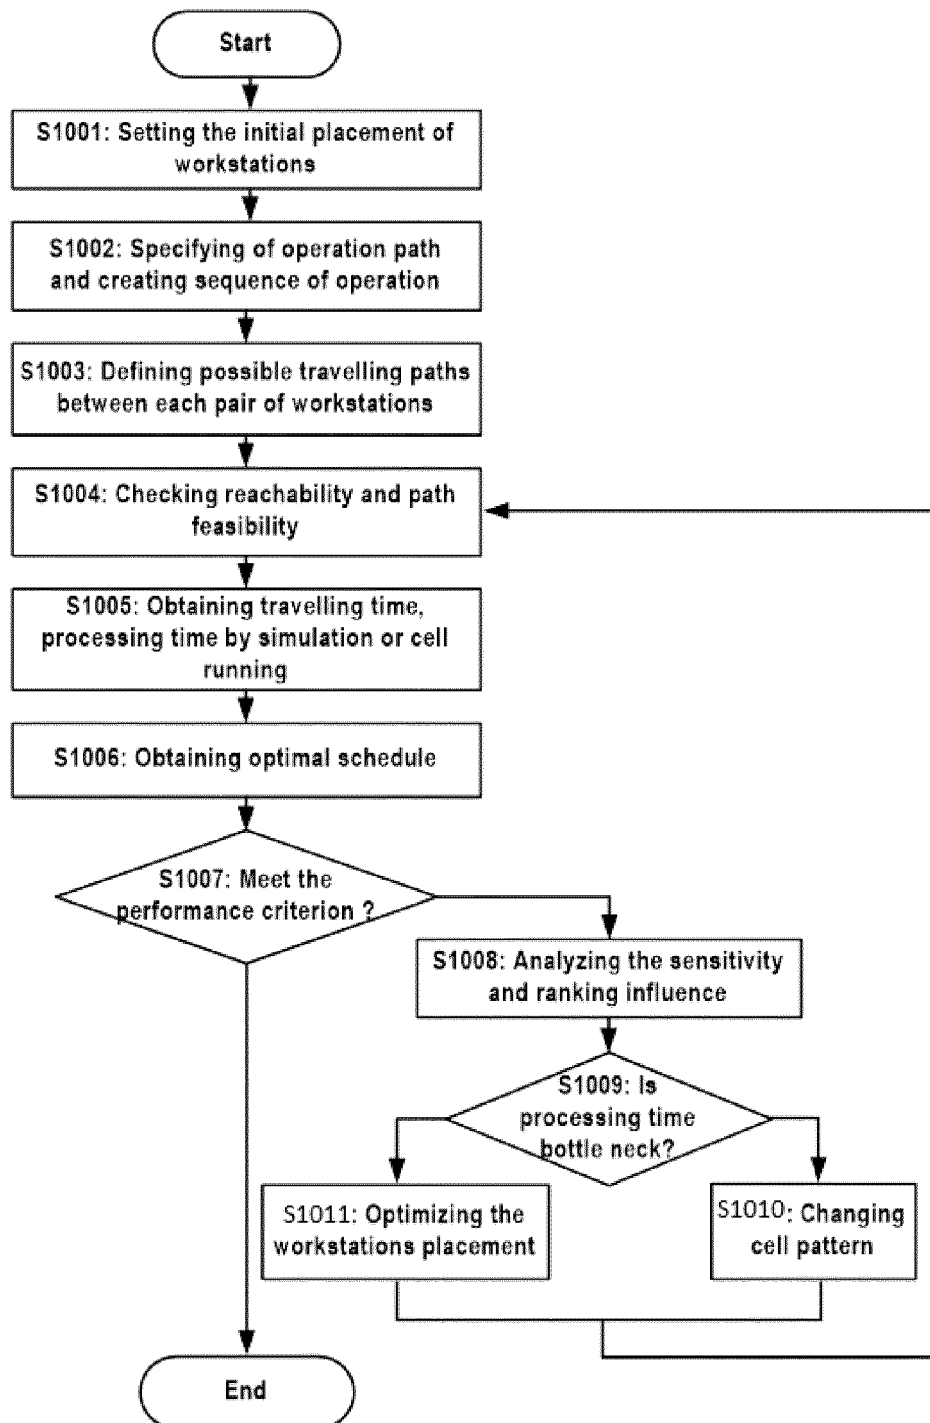 Start
S1001: Setting the initial placement of
workstations
S1002: Specifying of operation path
and creating sequence of operation
S1003: Defining possible travelling paths
between each pair of workstations
S1004: Checking reachability and path
feasibility
S1005: Obtaining travelling time,
processing time by simulation or cell
running
S1006: Obtaining optimal schedule
S1007: Meet the
performance criterion ?
S1008: Analyzing the sensitivity
and ranking influence
S1009: Is
processing time
bottle neck?
S1011: Optimizing the
workstations placement
S1010: Changing
cell pattern
End